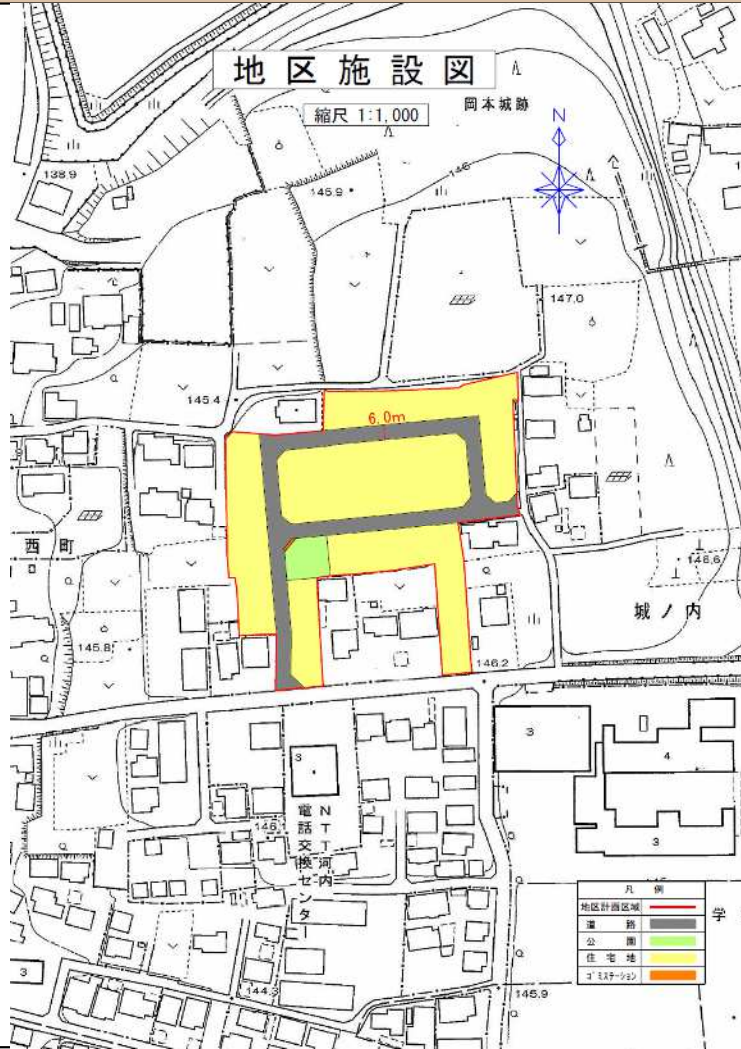 地区施設図
縮尺 1:1,000
岡本城跡
N
138.9
145.9
146
147.0
145.4
6.0m
西町
146.6
城ノ内
145.8
146.2
3
4
3
3
146
NTT河内
電話交換センター
凡 例
地区計画区域
道 路
公 園
住 宅 地
ゴミステーション
学
3
144.3
145.9